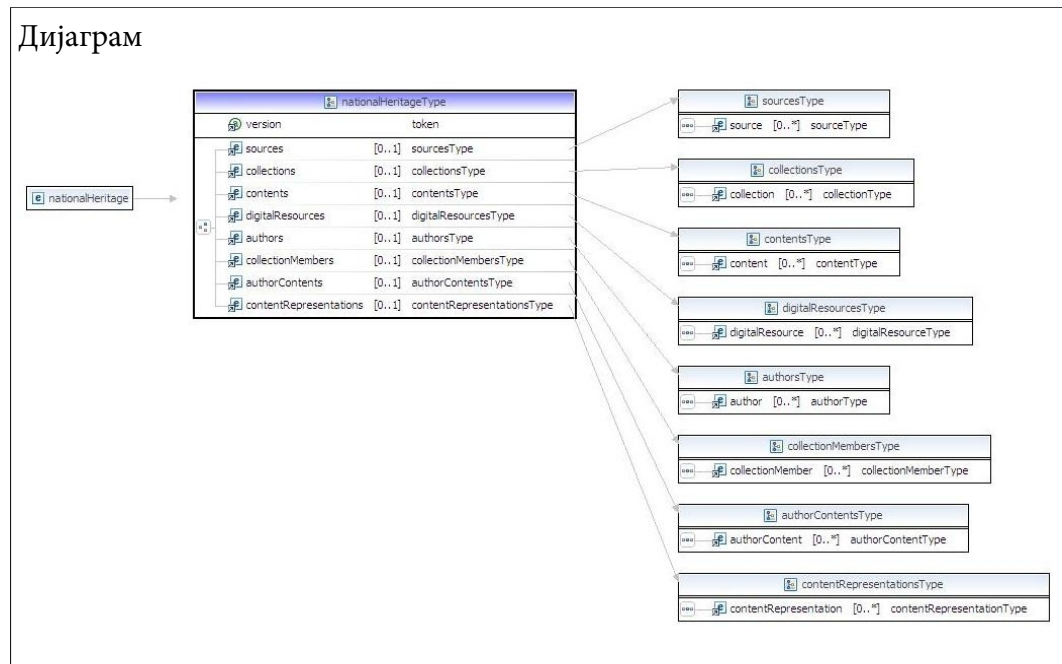 Дијаграм
nationalHeritage
nationalHeritageType
version token
sources [0..1] sourcesType
collections [0..1] collectionsType
contents [0..1] contentsType
digitalResources [0..1] digitalResourcesType
authors [0..1] authorsType
collectionMembers [0..1] collectionMembersType
authorContents [0..1] authorContentsType
contentRepresentations [0..1] contentRepresentationsType
sourcesType
source [0..*] sourceType
collectionsType
collection [0..*] collectionType
contentsType
content [0..*] contentType
digitalResourcesType
digitalResource [0..*] digitalResourceType
authorsType
author [0..*] authorType
collectionMembersType
collectionMember [0..*] collectionMemberType
authorContentsType
authorContent [0..*] authorContentType
contentRepresentationsType
contentRepresentation [0..*] contentRepresentationType